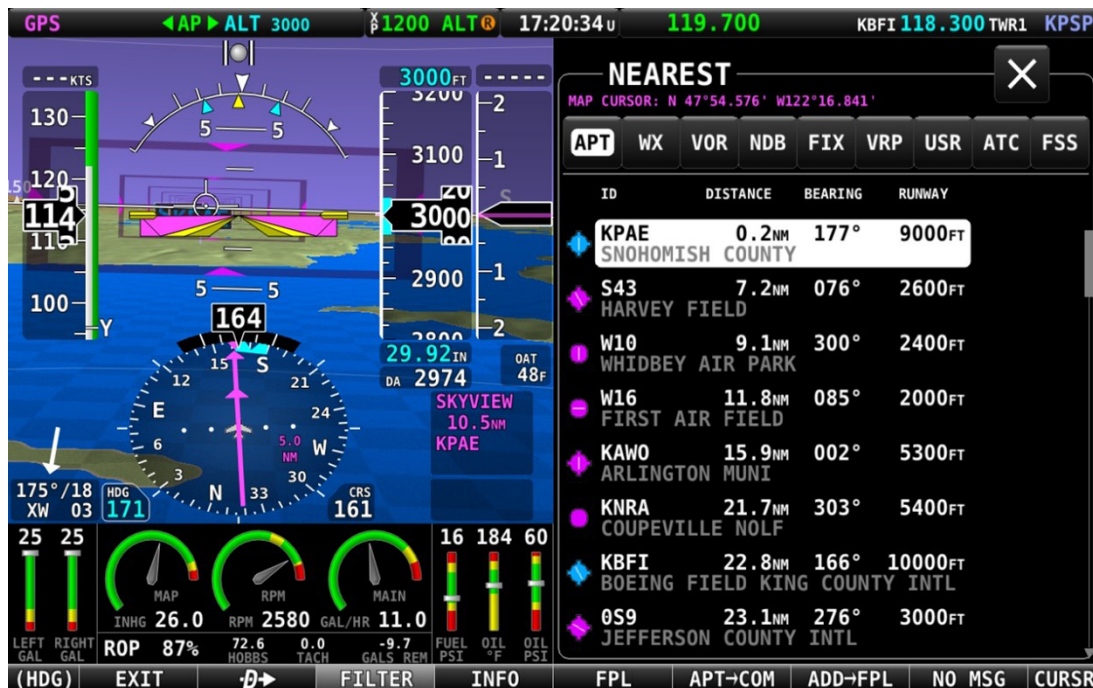 GPS ◀AP▶ ALT 3000 XP1200 ALT R 17:20:34U 119.700 KBFI 118.300 TWR1 KPSP
---KTS
3000FT -----
130
120
114
110
100
Y
150
5 5
5 5
3200
3100
3000
20
00
2900
2800
2
1
1
2
S
164
29.92IN
DA 2974
OAT
48F
SKYVIEW
10.5NM
KPAE
15 S 21 24 W 30 33 N 3 6 E 12
5.0
NM
175°/18
XW 03
HDG
171
CRS
161
25 25
LEFT GAL
RIGHT GAL
MAP
INHG 26.0
RPM
RPM 2580
MAIN
GAL/HR 11.0
16 184 60
FUEL PSI
OIL °F
OIL PSI
ROP 87%
72.6 HOBBS
0.0 TACH
-9.7 GALS REM
NEAREST
X
MAP CURSOR: N 47°54.576' W122°16.841'
APT WX VOR NDB FIX VRP USR ATC FSS
ID DISTANCE BEARING RUNWAY
KPAE 0.2NM 177° 9000FT
SNOHOMISH COUNTY
S43 7.2NM 076° 2600FT
HARVEY FIELD
W10 9.1NM 300° 2400FT
WHIDBEY AIR PARK
W16 11.8NM 085° 2000FT
FIRST AIR FIELD
KAWO 15.9NM 002° 5300FT
ARLINGTON MUNI
KNRA 21.7NM 303° 5400FT
COUPEVILLE NOLF
KBFI 22.8NM 166° 10000FT
BOEING FIELD KING COUNTY INTL
0S9 23.1NM 276° 3000FT
JEFFERSON COUNTY INTL
(HDG) EXIT D➔ FILTER INFO FPL APT→COM ADD→FPL NO MSG CURSR